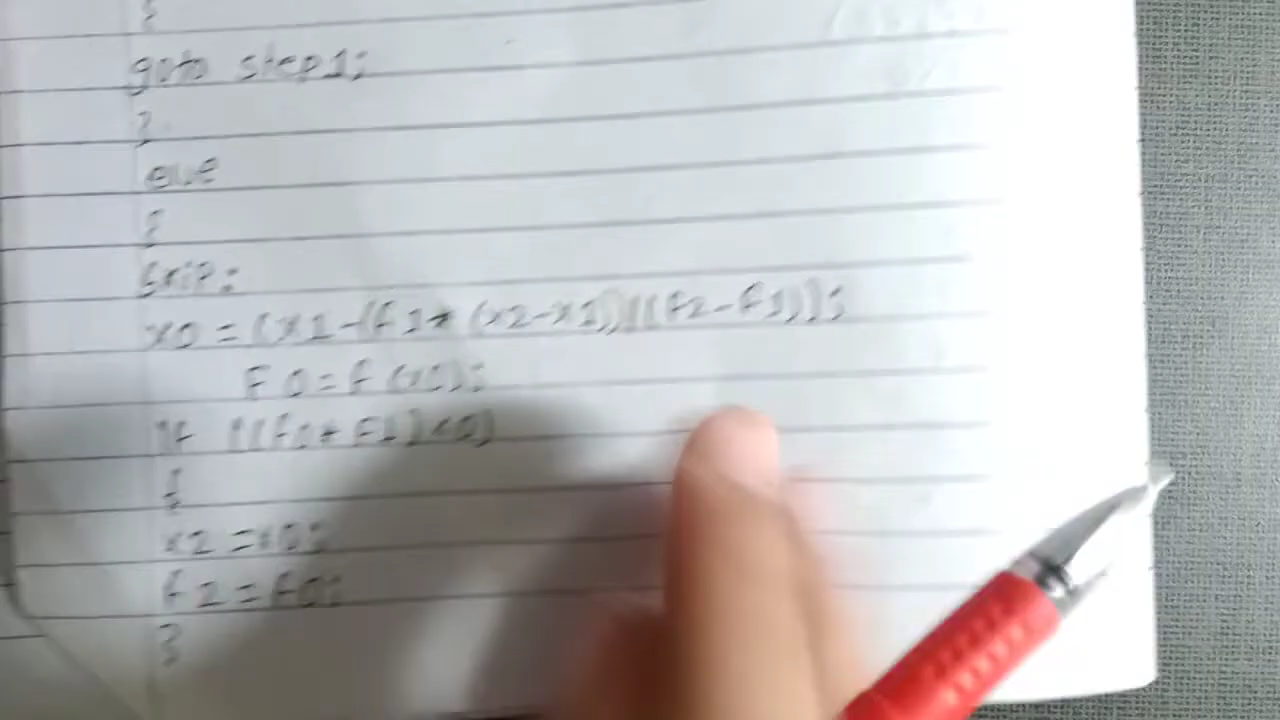 }
goto step1;
}
else
{
skip:
x0 = (x1-(f1* (x2-x1))/((f2-f1)));
F0=f(x0);
if ((f0*f1)<0)
{
x2=x0;
f2=f0;
}